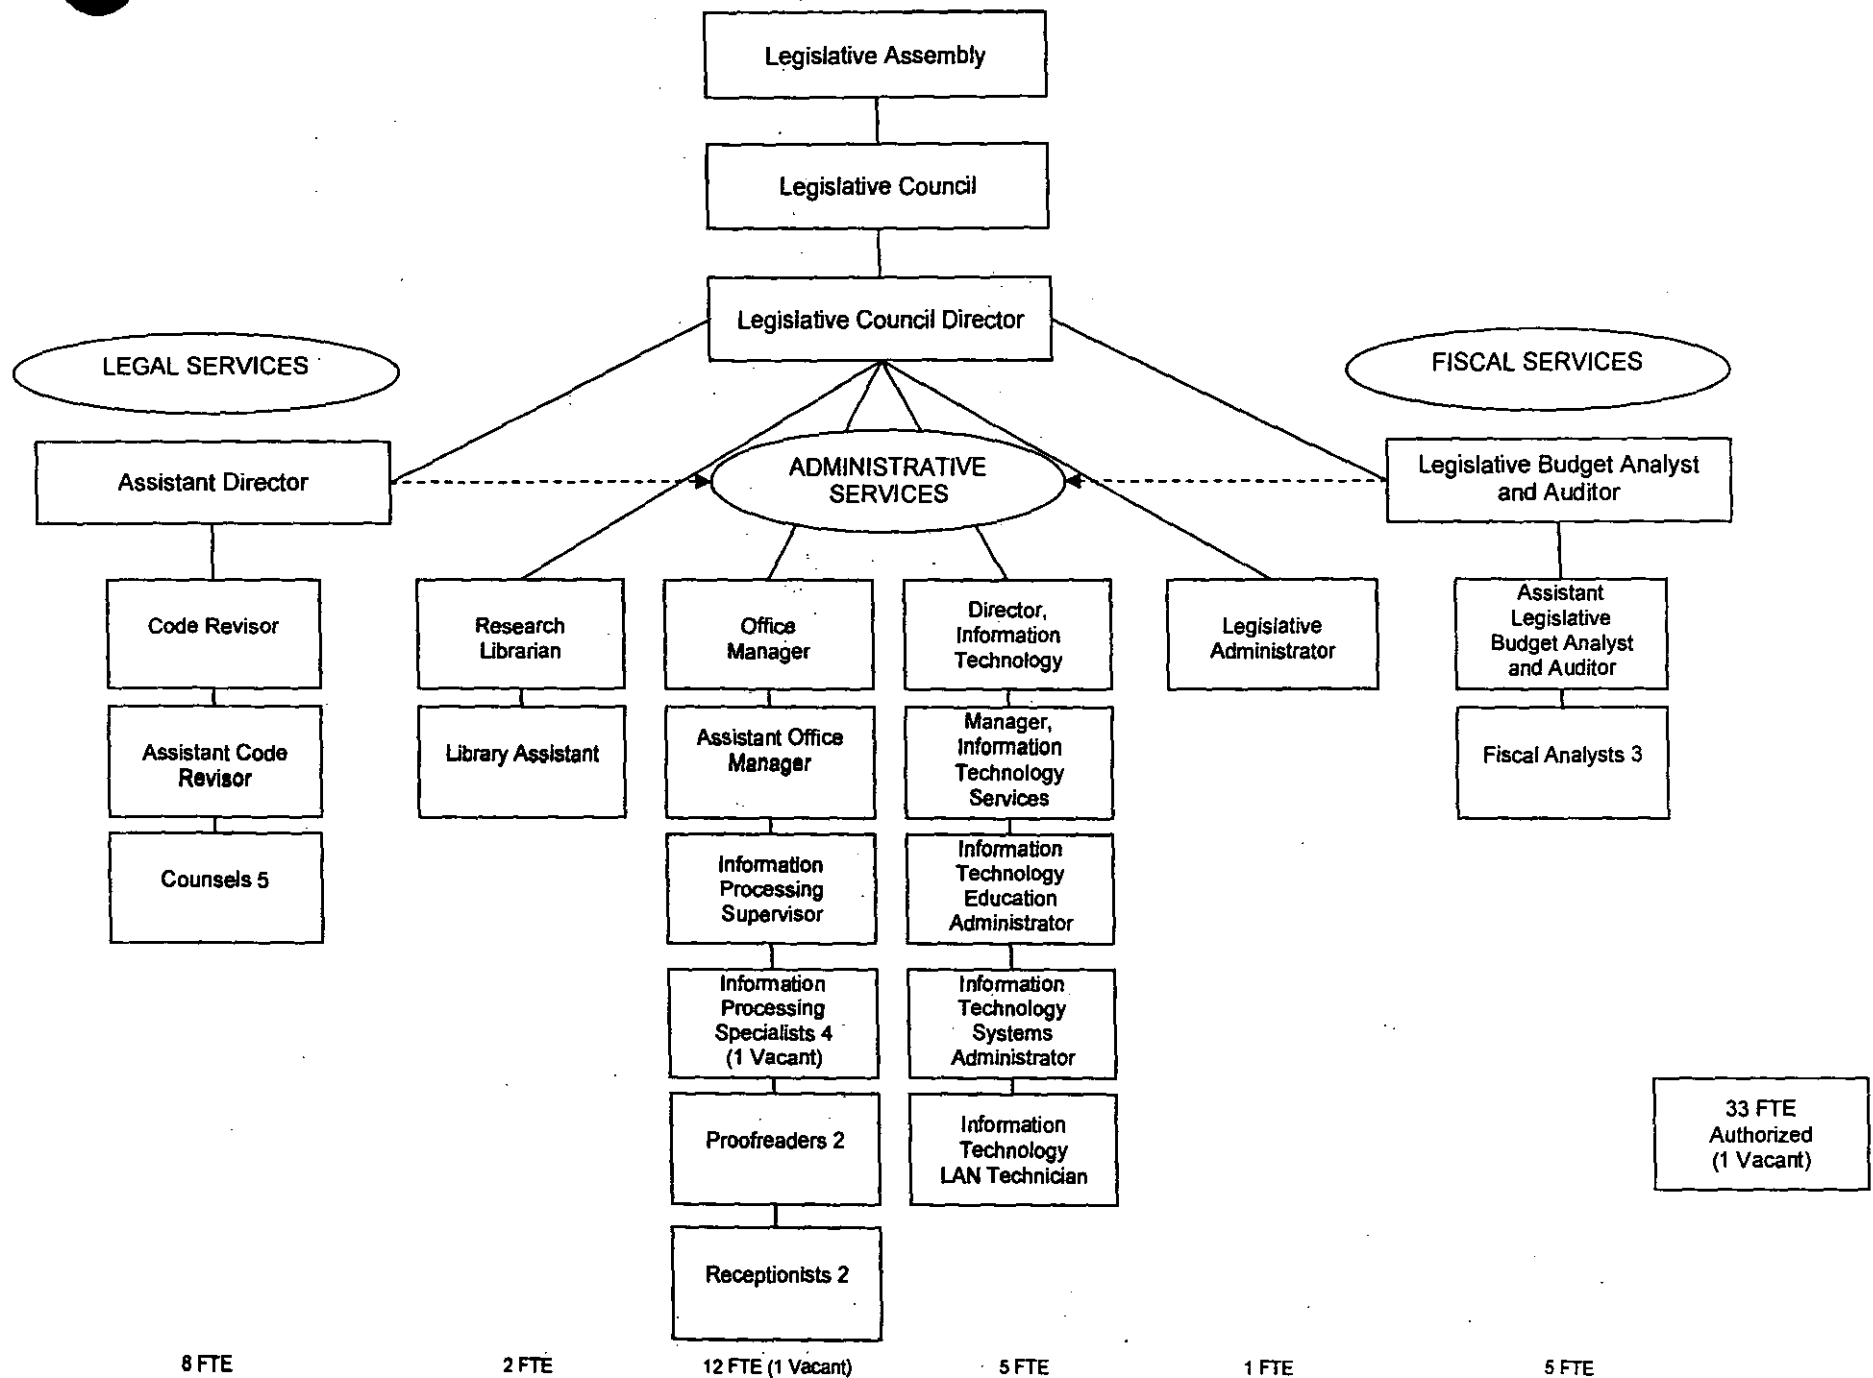 Legislative Assembly
Legislative Council
Legislative Council Director
LEGAL SERVICES
FISCAL SERVICES
ADMINISTRATIVE
SERVICES
Assistant Director
Legislative Budget Analyst
and Auditor
Code Revisor
Assistant Code
Revisor
Counsels 5
Research
Librarian
Library Assistant
Office
Manager
Assistant Office
Manager
Information
Processing
Supervisor
Information
Processing
Specialists 4
(1 Vacant)
Proofreaders 2
Receptionists 2
Director,
Information
Technology
Manager,
Information
Technology
Services
Information
Technology
Education
Administrator
Information
Technology
Systems
Administrator
Information
Technology
LAN Technician
Legislative
Administrator
Assistant
Legislative
Budget Analyst
and Auditor
Fiscal Analysts 3
33 FTE
Authorized
(1 Vacant)
8 FTE
2 FTE
12 FTE (1 Vacant)
5 FTE
1 FTE
5 FTE